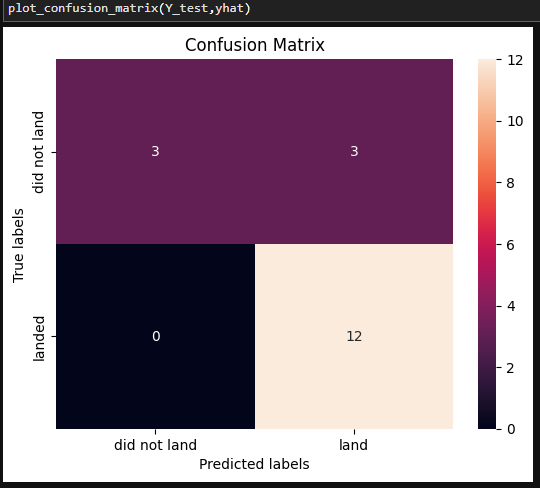 plot_confusion_matrix(Y_test,yhat)
Confusion Matrix
True labels
did not land
landed
3
3
0
12
did not land
land
Predicted labels
12
10
8
6
4
2
0